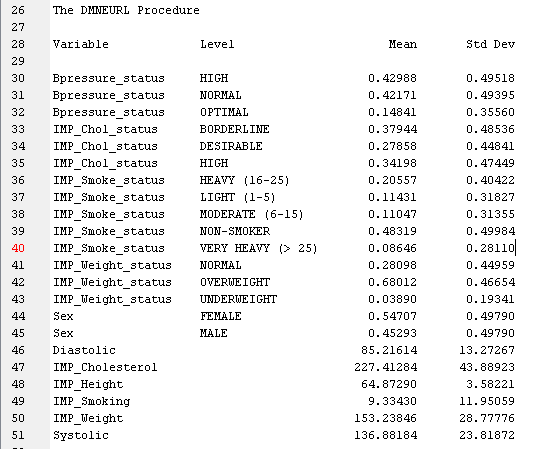 26 The DMNEURL Procedure
27
28 Variable Level Mean Std Dev
29
30 Bpressure_status HIGH 0.42988 0.49518
31 Bpressure_status NORMAL 0.42171 0.49395
32 Bpressure_status OPTIMAL 0.14841 0.35560
33 IMP_Chol_status BORDERLINE 0.37944 0.48536
34 IMP_Chol_status DESIRABLE 0.27858 0.44841
35 IMP_Chol_status HIGH 0.34198 0.47449
36 IMP_Smoke_status HEAVY (16-25) 0.20557 0.40422
37 IMP_Smoke_status LIGHT (1-5) 0.11431 0.31827
38 IMP_Smoke_status MODERATE (6-15) 0.11047 0.31355
39 IMP_Smoke_status NON-SMOKER 0.48319 0.49984
40 IMP_Smoke_status VERY HEAVY (> 25) 0.08646 0.28110
41 IMP_Weight_status NORMAL 0.28098 0.44959
42 IMP_Weight_status OVERWEIGHT 0.68012 0.46654
43 IMP_Weight_status UNDERWEIGHT 0.03890 0.19341
44 Sex FEMALE 0.54707 0.49790
45 Sex MALE 0.45293 0.49790
46 Diastolic 85.21614 13.27267
47 IMP_Cholesterol 227.41284 43.88923
48 IMP_Height 64.87290 3.58221
49 IMP_Smoking 9.33430 11.95059
50 IMP_Weight 153.23846 28.77776
51 Systolic 136.88184 23.81872